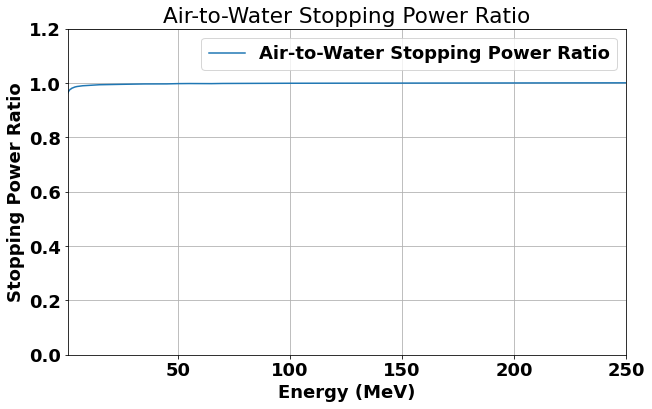 Air-to-Water Stopping Power Ratio
1.2
Air-to-Water Stopping Power Ratio
1.0
0.8
0.6
0.4
0.2
0.0
Stopping Power Ratio
50 100 150 200 250
Energy (MeV)